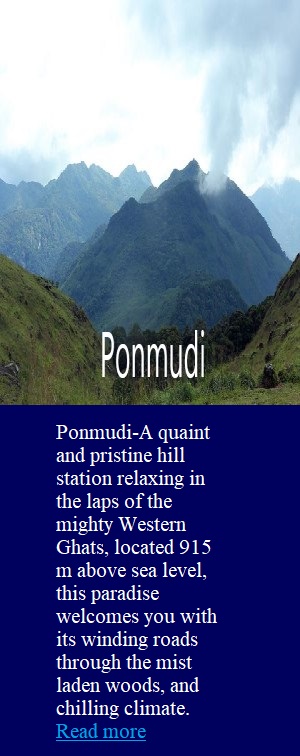 Ponmudi
Ponmudi-A quaint
and pristine hill
station relaxing in
the laps of the
mighty Western
Ghats, located 915
m above sea level,
this paradise
welcomes you with
its winding roads
through the mist
laden woods, and
chilling climate.
Read more